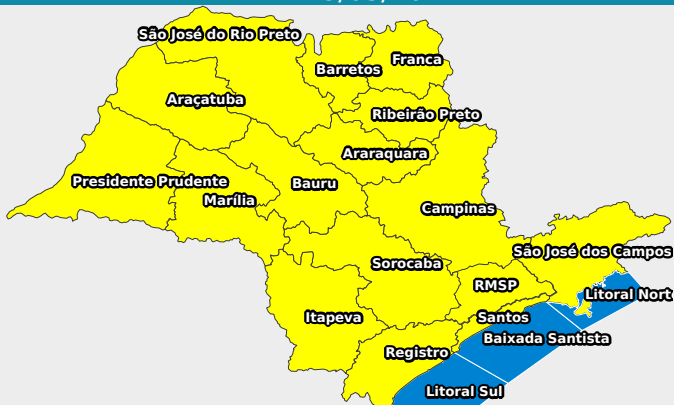 São José do Rio Preto
Franca
Barretos
Araçatuba
Ribeirão Preto
Araraquara
Presidente Prudente
Bauru
Marília
Campinas
São José dos Campos
Sorocaba
RMSP
Litoral Nort
Itapeva
Santos
Baixada Santista
Registro
Litoral Sul